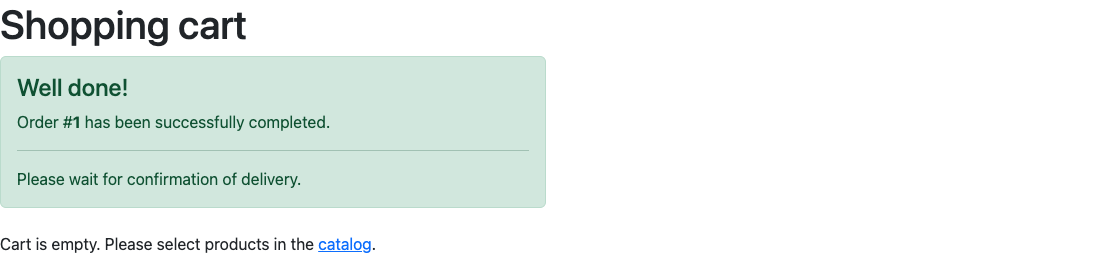 Shopping cart
Well done!
Order #1 has been successfully completed.
Please wait for confirmation of delivery.
Cart is empty. Please select products in the catalog.